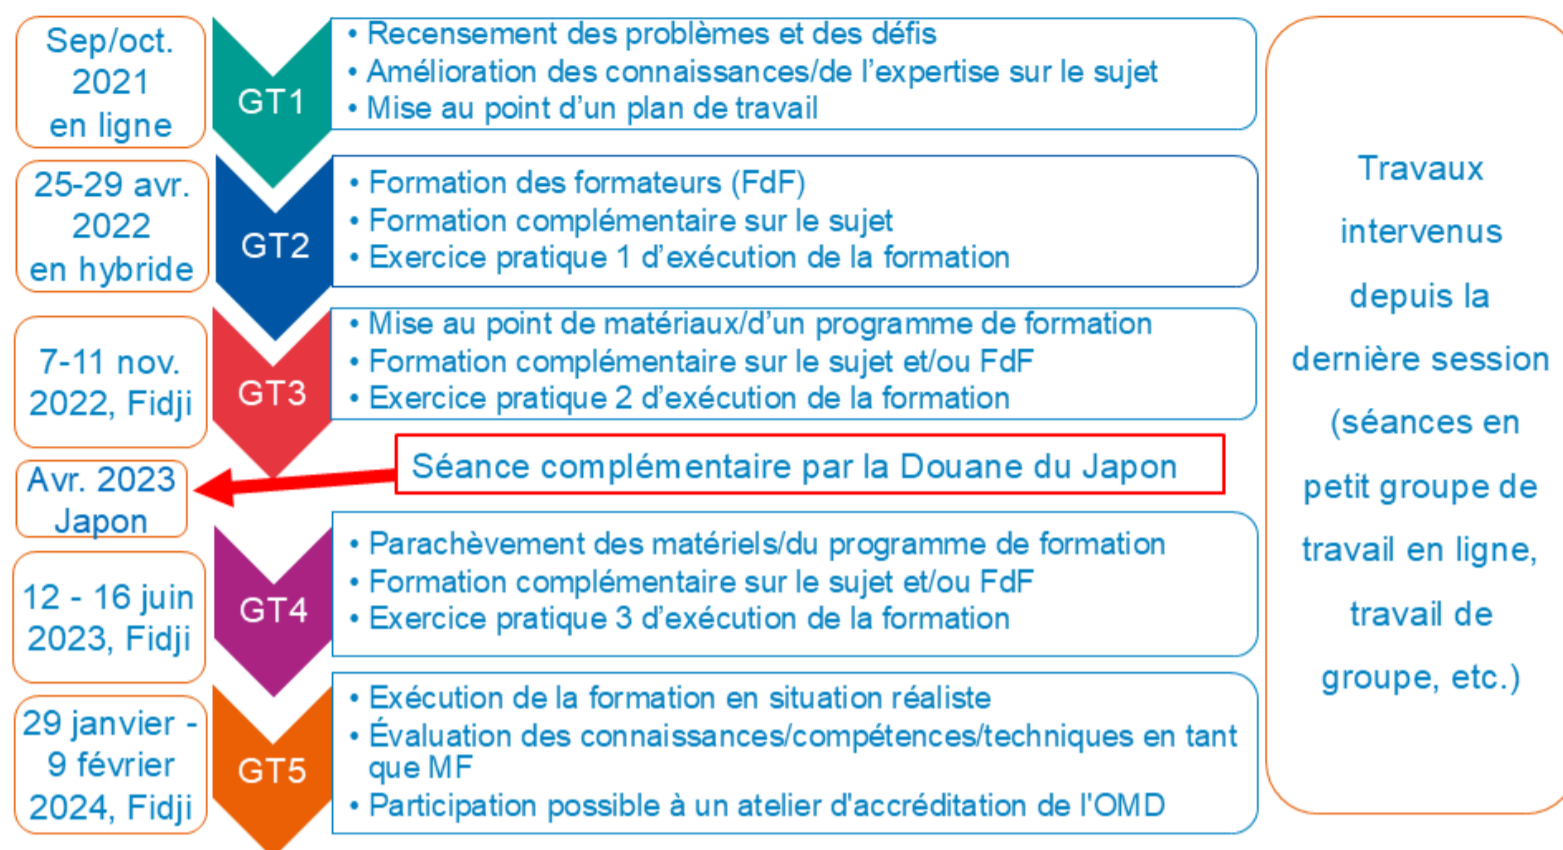 Sep/oct.
2021
en ligne
GT1
• Recensement des problèmes et des défis
• Amélioration des connaissances/de l'expertise sur le sujet
• Mise au point d'un plan de travail
25-29 avr.
2022
en hybride
GT2
• Formation des formateurs (FdF)
• Formation complémentaire sur le sujet
• Exercice pratique 1 d'exécution de la formation
7-11 nov.
2022, Fidji
GT3
• Mise au point de matériaux/d'un programme de formation
• Formation complémentaire sur le sujet et/ou FdF
• Exercice pratique 2 d'exécution de la formation
Avr. 2023
Japon
Séance complémentaire par la Douane du Japon
12 - 16 juin
2023, Fidji
GT4
• Parachèvement des matériels/du programme de formation
• Formation complémentaire sur le sujet et/ou FdF
• Exercice pratique 3 d'exécution de la formation
29 janvier -
9 février
2024, Fidji
GT5
• Exécution de la formation en situation réaliste
• Évaluation des connaissances/compétences/techniques en tant
que MF
• Participation possible à un atelier d'accréditation de l'OMD
Travaux
intervenus
depuis la
dernière session
(séances en
petit groupe de
travail en ligne,
travail de
groupe, etc.)